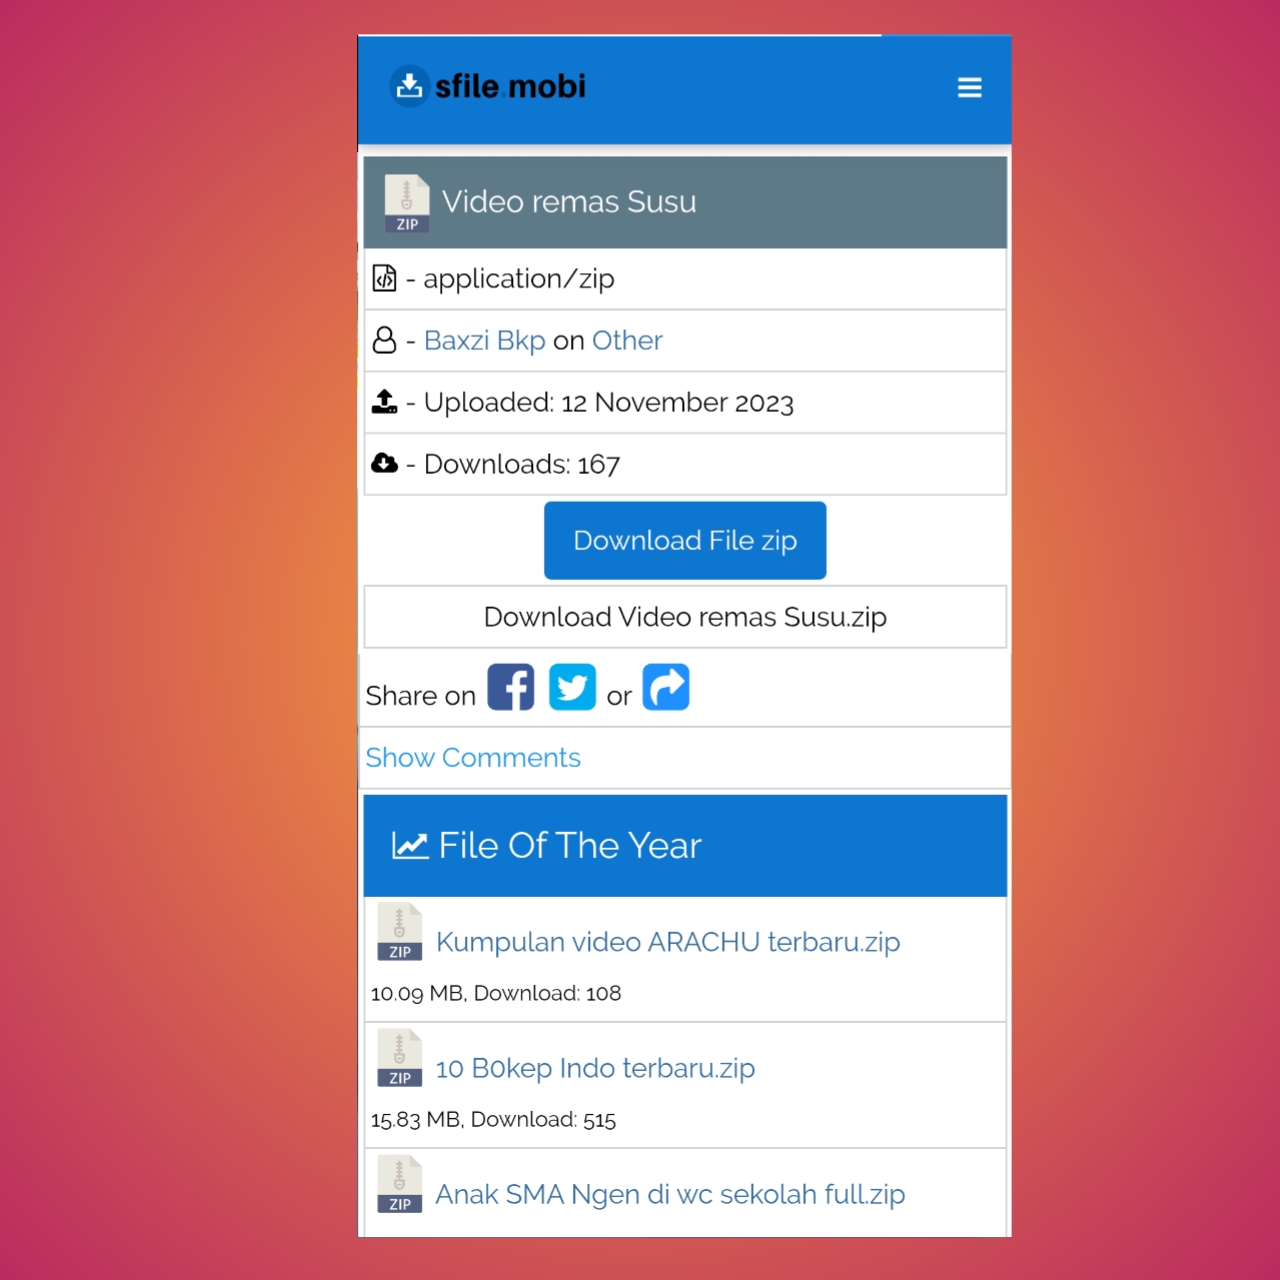 sfile.mobi
Video remas Susu
ZIP
- application/zip
- Baxzi Bkp on Other
- Uploaded: 12 November 2023
- Downloads: 167
Download File zip
Download Video remas Susu.zip
Share on or
Show Comments
File Of The Year
ZIP Kumpulan video ARACHU terbaru.zip
10.09 MB, Download: 108
ZIP 10 B0kep Indo terbaru.zip
15.83 MB, Download: 515
ZIP Anak SMA Ngen di wc sekolah full.zip